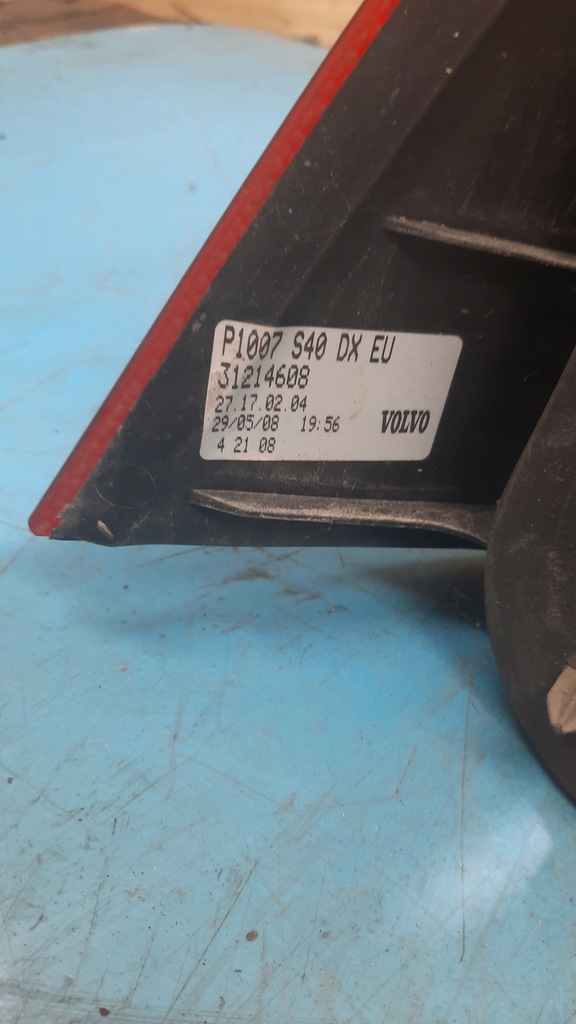 P1007 S40 DX EU
31214608
27.17.02.04
29/05/08 19:56 VOLVO
4 21 08